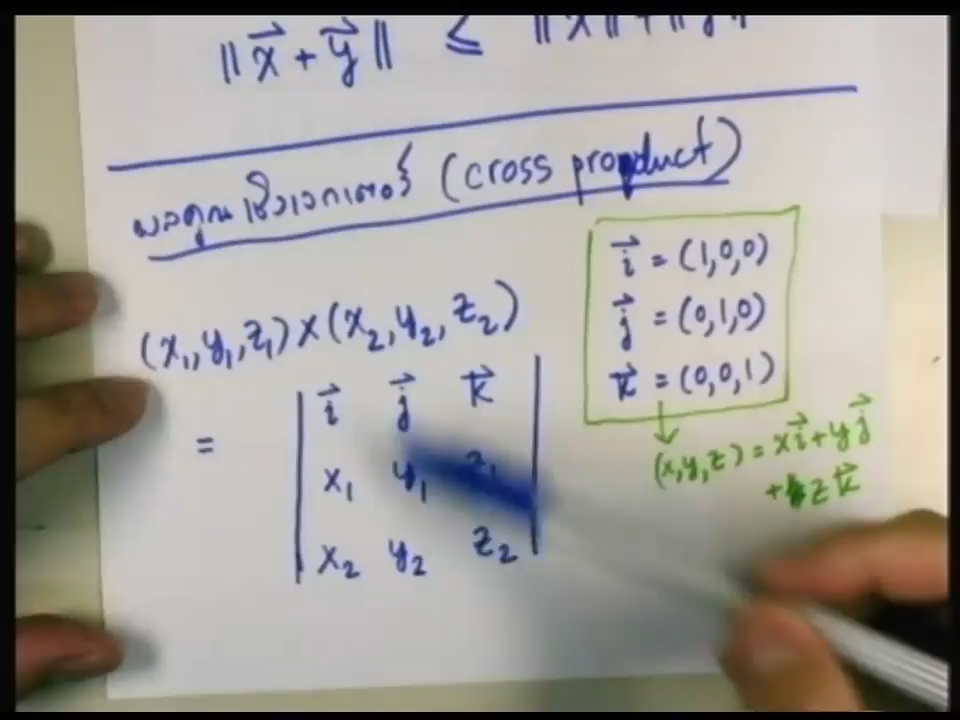 ‖x⃗ + y⃗‖ ≤ ‖x⃗‖ + ‖y⃗‖
ผลคูณเชิงเวกเตอร์ (cross product)
(x₁, y₁, z₁) × (x₂, y₂, z₂)
= | i⃗ j⃗ k⃗ |
| x₁ y₁ z₁ |
| x₂ y₂ z₂ |
i⃗ = (1,0,0)
j⃗ = (0,1,0)
k⃗ = (0,0,1)
(x,y,z) = xi⃗ + yj⃗
+ zk⃗